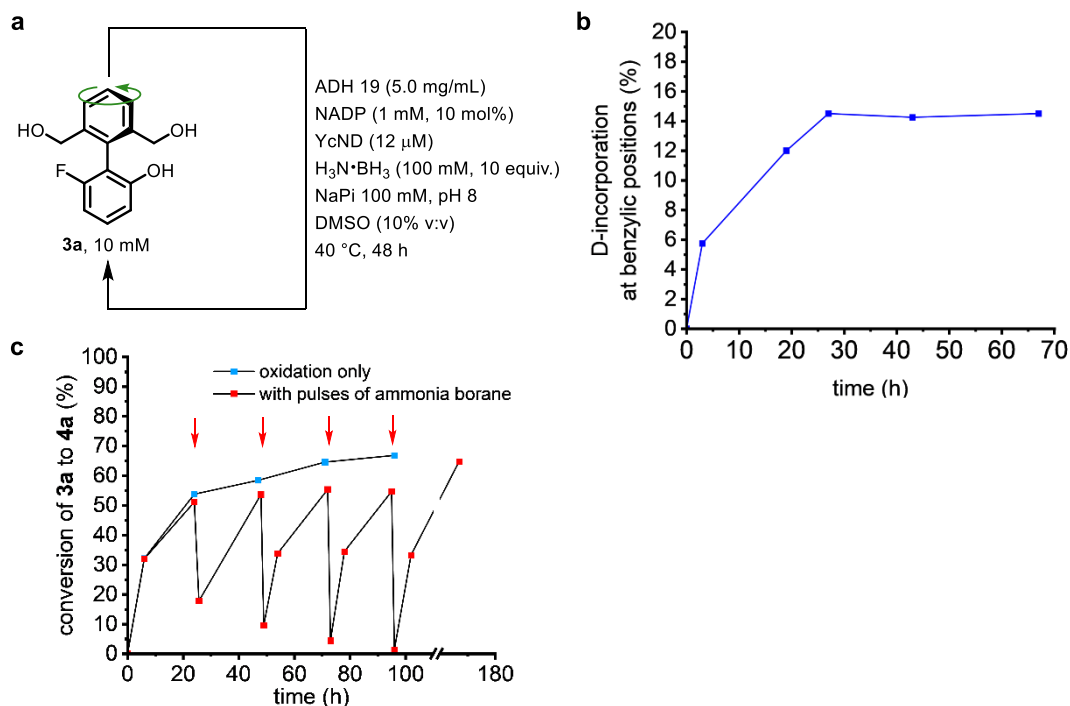 a
HO
OH
F
OH
3a, 10 mM
ADH 19 (5.0 mg/mL)
NADP (1 mM, 10 mol%)
YcND (12 μM)
H₃N•BH₃ (100 mM, 10 equiv.)
NaPi 100 mM, pH 8
DMSO (10% v:v)
40 °C, 48 h
b
D-incorporation
at benzylic positions (%)
20
18
16
14
12
10
8
6
4
2
0
0 10 20 30 40 50 60 70
time (h)
c
conversion of 3a to 4a (%)
100
90
80
70
60
50
40
30
20
10
0
oxidation only
with pulses of ammonia borane
0 20 40 60 80 100 180
time (h)